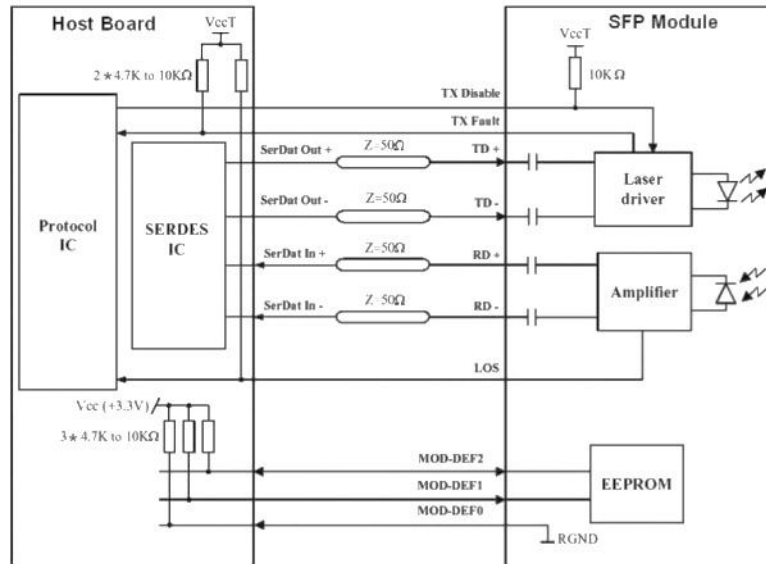 Host Board
SFP Module
VccT
VccT
2*4.7K to 10KΩ
10KΩ
TX Disable
TX Fault
SerDat Out +
Z=50Ω
TD +
SerDat Out -
Z=50Ω
TD -
Laser
driver
Protocol
IC
SERDES
IC
SerDat In +
Z=50Ω
RD +
SerDat In -
Z=50Ω
RD -
Amplifier
LOS
Vcc (+3.3V)
3*4.7K to 10KΩ
MOD-DEF2
MOD-DEF1
MOD-DEF0
EEPROM
RGND